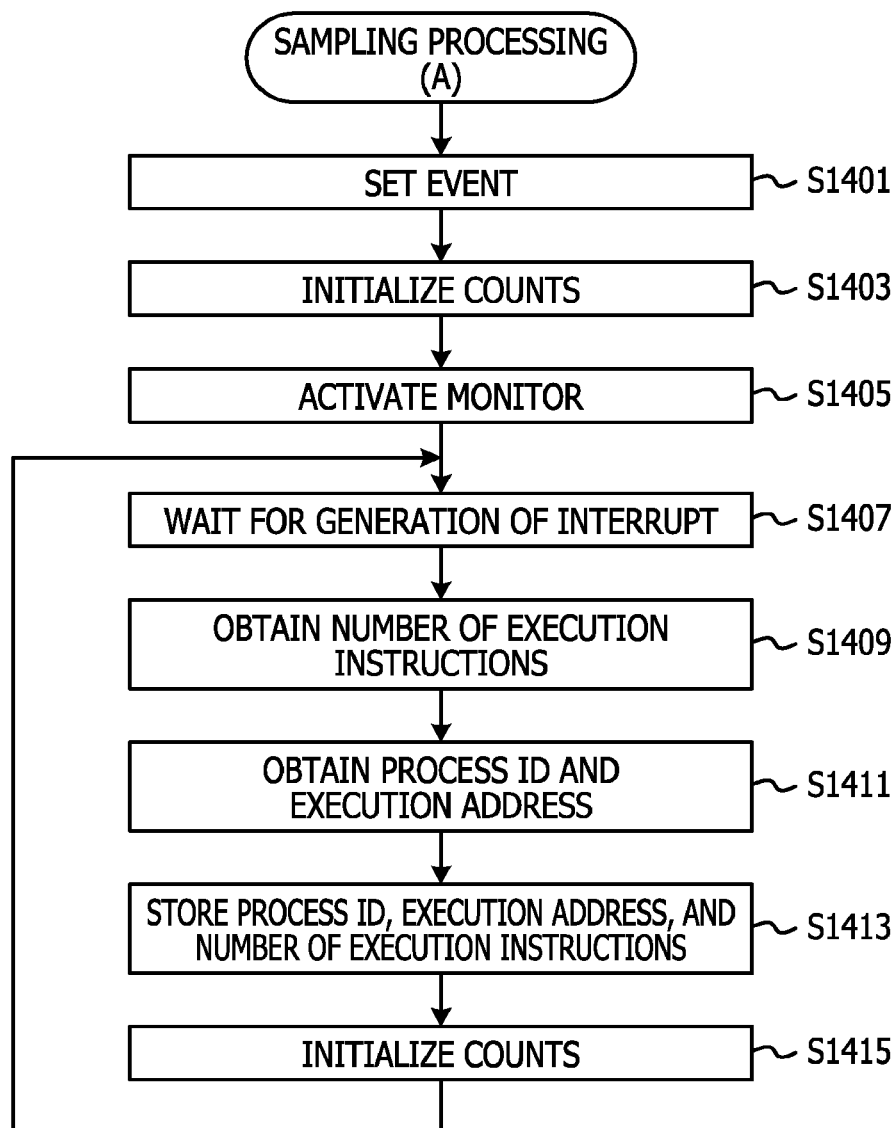 SAMPLING PROCESSING
(A)
SET EVENT
S1401
INITIALIZE COUNTS
S1403
ACTIVATE MONITOR
S1405
WAIT FOR GENERATION OF INTERRUPT
S1407
OBTAIN NUMBER OF EXECUTION
INSTRUCTIONS
S1409
OBTAIN PROCESS ID AND
EXECUTION ADDRESS
S1411
STORE PROCESS ID, EXECUTION ADDRESS, AND
NUMBER OF EXECUTION INSTRUCTIONS
S1413
INITIALIZE COUNTS
S1415